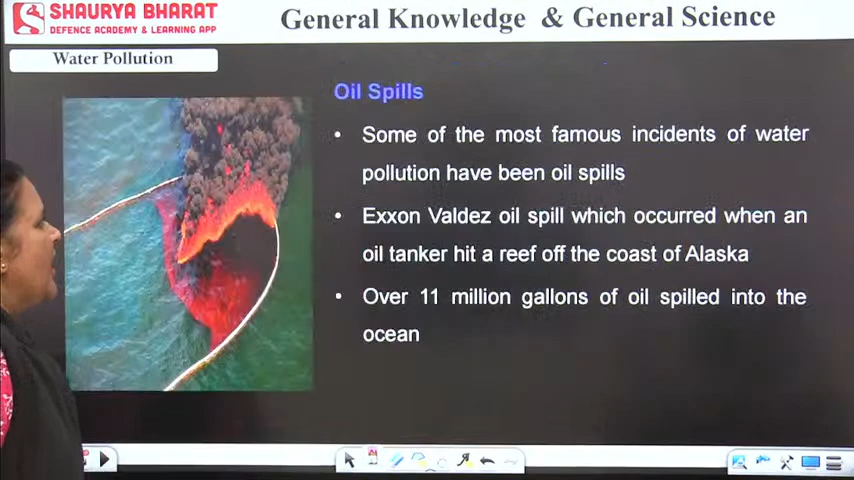 SHAURYA BHARAT
DEFENCE ACADEMY & LEARNING APP
General Knowledge & General Science
Water Pollution
Oil Spills
• Some of the most famous incidents of water
pollution have been oil spills
• Exxon Valdez oil spill which occurred when an
oil tanker hit a reef off the coast of Alaska
• Over 11 million gallons of oil spilled into the
ocean